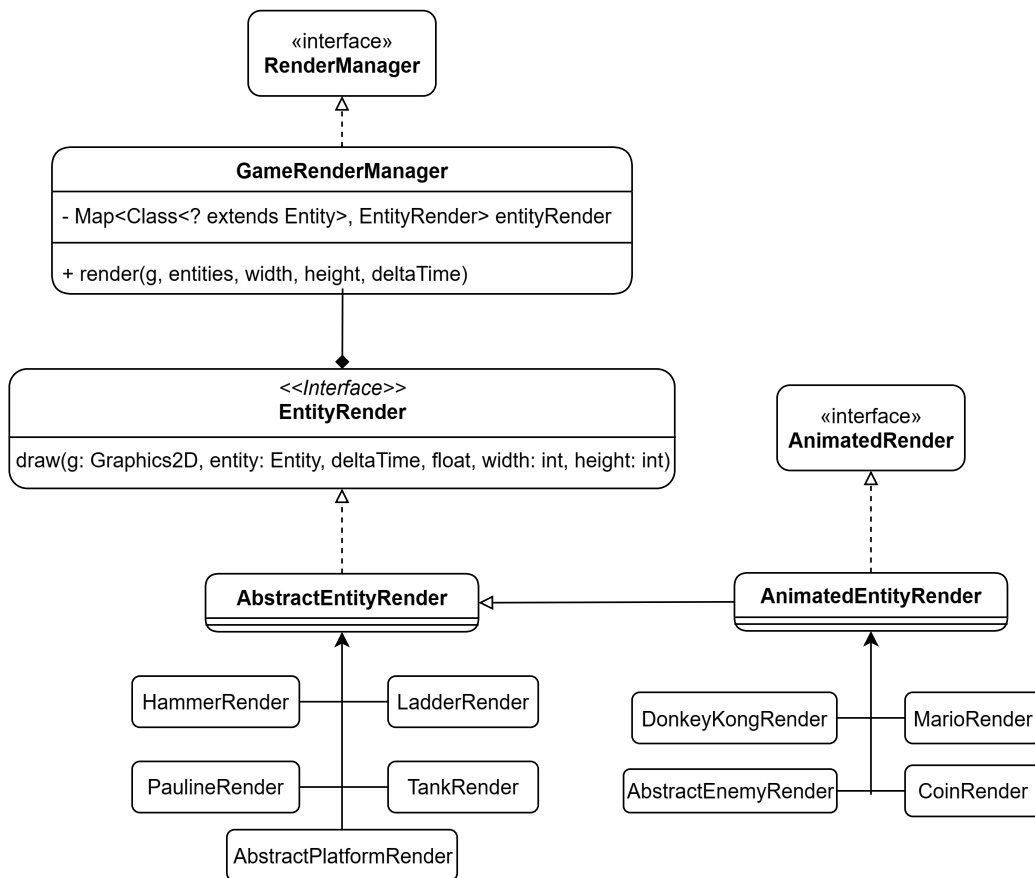 «interface»
RenderManager
GameRenderManager
- Map<Class<? extends Entity>, EntityRender> entityRender
+ render(g, entities, width, height, deltaTime)
<<Interface>>
EntityRender
draw(g: Graphics2D, entity: Entity, deltaTime, float, width: int, height: int)
«interface»
AnimatedRender
AbstractEntityRender
AnimatedEntityRender
HammerRender
LadderRender
PaulineRender
TankRender
AbstractPlatformRender
DonkeyKongRender
MarioRender
AbstractEnemyRender
CoinRender